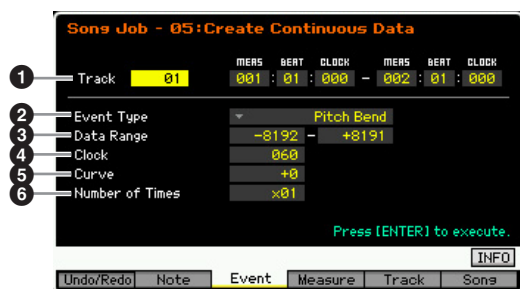 Song Job - 05:Create Continuous Data
MEAS BEAT CLOCK MEAS BEAT CLOCK
1 Track 01 001 : 01 : 000 - 002 : 01 : 000
2 Event Type Pitch Bend
3 Data Range -8192 - +8191
4 Clock 060
5 Curve +0
6 Number of Times x01
Press [ENTER] to execute.
INFO
Undo/Redo Note Event Measure Track Song